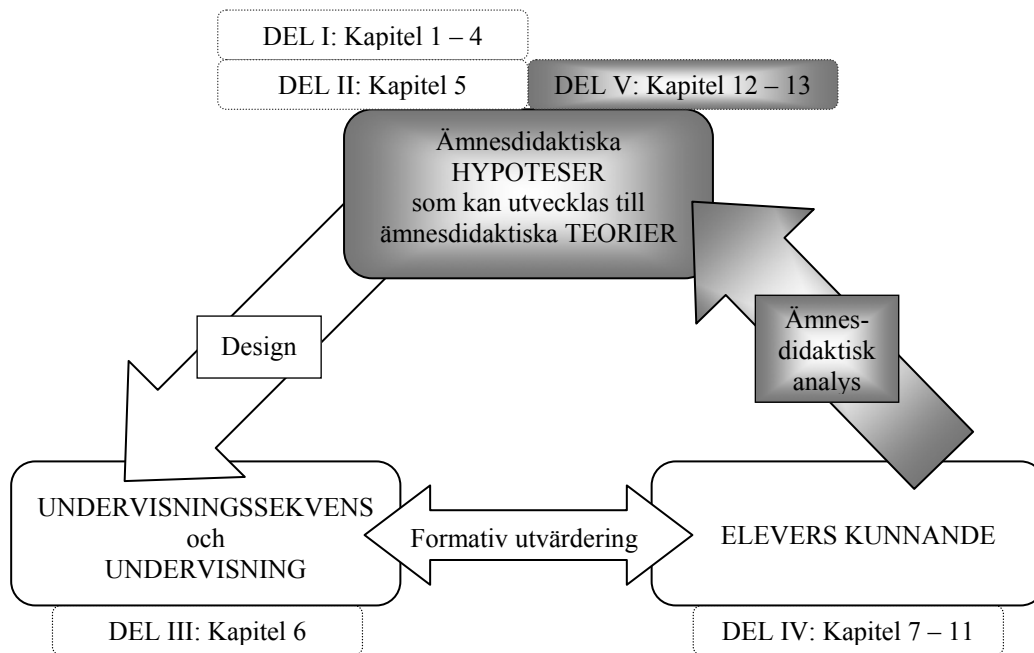 DEL I: Kapitel 1 – 4
DEL II: Kapitel 5
DEL V: Kapitel 12 – 13
Ämnesdidaktiska
HYPOTESER
som kan utvecklas till
ämnesdidaktiska TEORIER
Design
Ämnes-
didaktisk
analys
UNDERVISNINGSSEKVENS
och
UNDERVISNING
Formativ utvärdering
ELEVERS KUNNANDE
DEL III: Kapitel 6
DEL IV: Kapitel 7 – 11